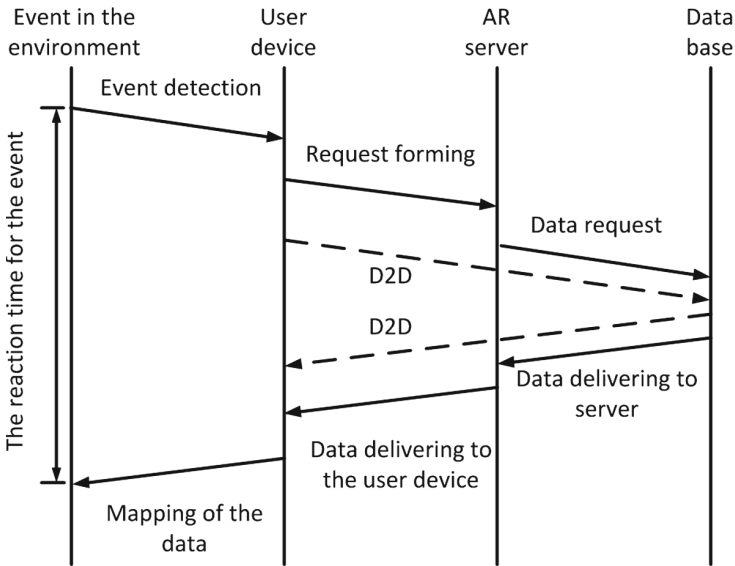 Event in the
environment
User
device
AR
server
Data
base
Event detection
Request forming
Data request
D2D
D2D
Data delivering to
server
Data delivering to
the user device
Mapping of the
data
The reaction time for the event